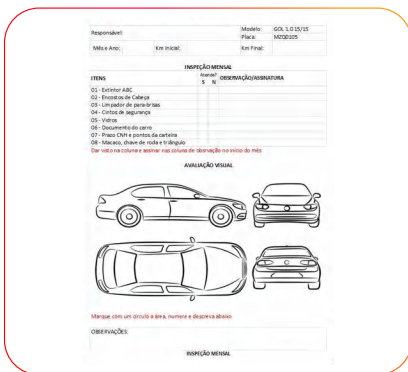 Responsável: Modelo: GOL 1.0 15/15
Placa: MZQ0105
Mês e Ano: Km Inicial: Km Final:
INSPEÇÃO MENSAL
ITENS Atende? OBSERVAÇÃO/ASSINATURA
S N
01 - Extintor ABC
02 - Encostos de Cabeça
03 - Limpador de para-brisas
04 - Cintos de segurança
05 - Vidros
06 - Documento do carro
07 - Prazo CNH e pontos da carteira
08 - Macaco, chave de roda e triângulo
Dar visto na coluna e assinar nas coluna de observação no início do mês
AVALIAÇÃO VISUAL
Marque com um círculo a área, numere e descreva abaixo.
OBSERVAÇÕES:
INSPEÇÃO MENSAL